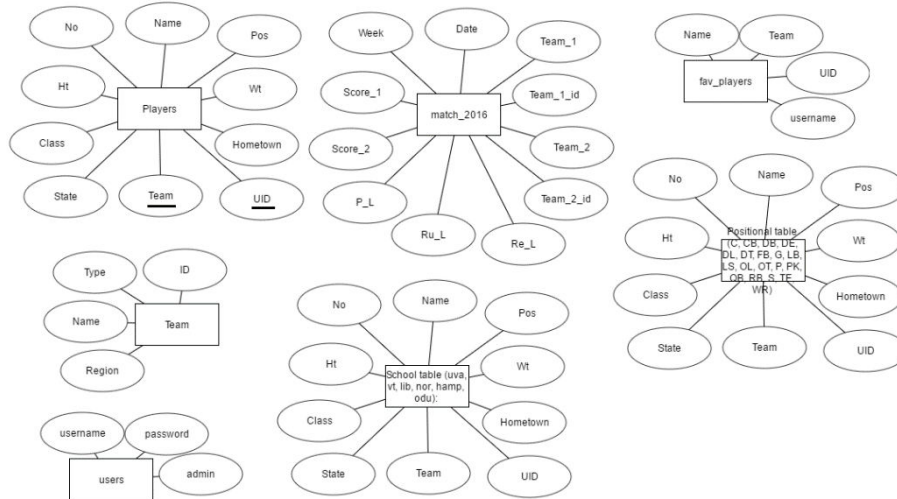 No
Name
Pos
Ht
Players
Wt
Class
Hometown
State
Team
UID
Week
Date
Team_1
Score_1
match_2016
Team_1_id
Score_2
Team_2
P_L
Team_2_id
Ru_L
Re_L
Name
Team
fav_players
UID
username
No
Name
Pos
Ht
Positional table
(C, CB, DB, DE,
DL, DT, FB, G, LB,
LS, OL, OT, P, PK,
QB, RB, S, TE,
WR)
Wt
Class
Hometown
State
Team
UID
Type
ID
Name
Team
Region
No
Name
Pos
Ht
School table (uva,
vt, lib, nor, hamp,
odu):
Wt
Class
Hometown
State
Team
UID
username
password
users
admin